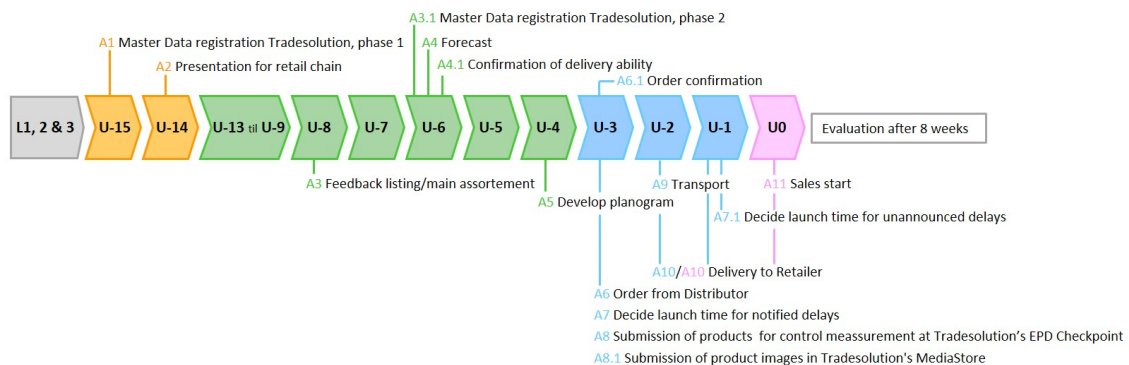 A3.1 Master Data registration Tradesolution, phase 2
A1 Master Data registration Tradesolution, phase 1
A4 Forecast
A2 Presentation for retail chain
A4.1 Confirmation of delivery ability
A6.1 Order confirmation
L1, 2 & 3
U-15
U-14
U-13 til U-9
U-8
U-7
U-6
U-5
U-4
U-3
U-2
U-1
U0
Evaluation after 8 weeks
A3 Feedback listing/main assortement
A9 Transport
A11 Sales start
A5 Develop planogram
A7.1 Decide launch time for unannounced delays
A10/A10 Delivery to Retailer
A6 Order from Distributor
A7 Decide launch time for notified delays
A8 Submission of products for control meassurement at Tradesolution's EPD Checkpoint
A8.1 Submission of product images in Tradesolution's MediaStore